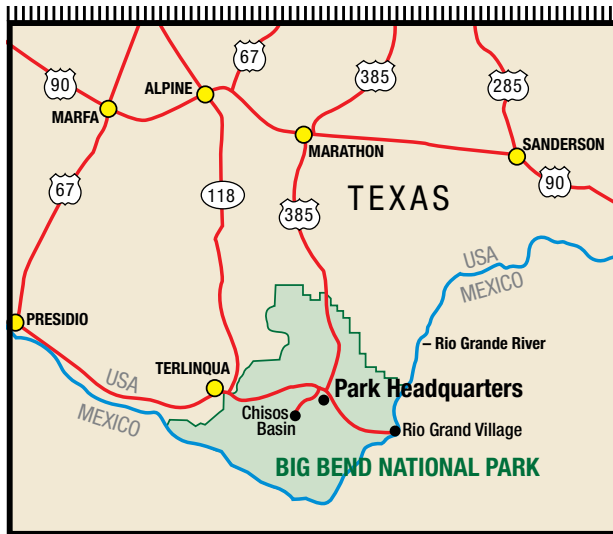 67
90
ALPINE
385
285
MARFA
MARATHON
SANDERSON
67
118
385
TEXAS
90
USA
MEXICO
PRESIDIO
Rio Grande River
TERLINQUA
USA
MEXICO
Park Headquarters
Chisos
Basin
Rio Grand Village
BIG BEND NATIONAL PARK